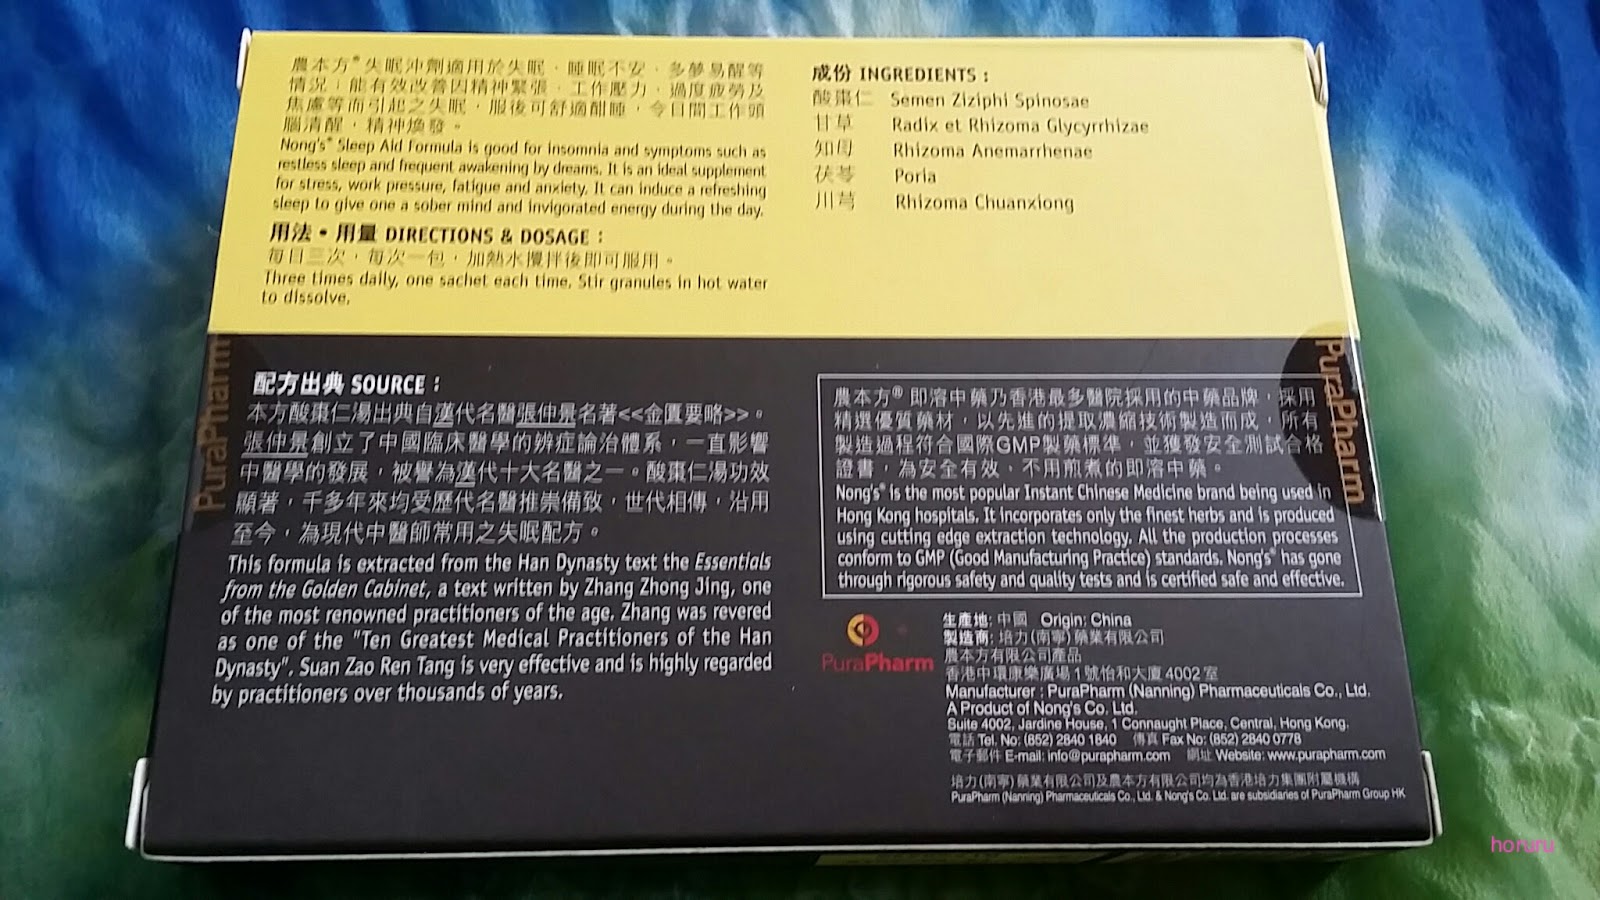 農本方®失眠沖劑適用於失眠、睡眠不安、多夢易醒等
情況；能有效改善因精神緊張、工作壓力、過度疲勞及
焦慮等而引起之失眠，服後可舒適酣睡，令日間工作頭
腦清醒，精神煥發。
Nong's® Sleep Aid Formula is good for insomnia and symptoms such as
restless sleep and frequent awakening by dreams. It is an ideal supplement
for stress, work pressure, fatigue and anxiety. It can induce a refreshing
sleep to give one a sober mind and invigorated energy during the day.
用法・用量 DIRECTIONS & DOSAGE :
每日三次，每次一包，加熱水攪拌後即可服用。
Three times daily, one sachet each time. Stir granules in hot water
to dissolve.
成份 INGREDIENTS :
酸棗仁 Semen Ziziphi Spinosae
甘草 Radix et Rhizoma Glycyrrhizae
知母 Rhizoma Anemarrhenae
茯苓 Poria
川芎 Rhizoma Chuanxiong
PuraPharm
配方出典 SOURCE :
本方酸棗仁湯出典自漢代名醫張仲景名著<<金匱要略>>。
張仲景創立了中國臨床醫學的辨症論治體系，一直影響
中醫學的發展，被譽為漢代十大名醫之一。酸棗仁湯功效
顯著，千多年來均受歷代名醫推崇備致，世代相傳，沿用
至今，為現代中醫師常用之失眠配方。
This formula is extracted from the Han Dynasty text the Essentials
from the Golden Cabinet, a text written by Zhang Zhong Jing, one
of the most renowned practitioners of the age. Zhang was revered
as one of the "Ten Greatest Medical Practitioners of the Han
Dynasty". Suan Zao Ren Tang is very effective and is highly regarded
by practitioners over thousands of years.
PuraPharm
農本方®即溶中藥乃香港最多醫院採用的中藥品牌，採用
精選優質藥材，以先進的提取濃縮技術製造而成，所有
製造過程符合國際GMP製藥標準，並獲發安全測試合格
證書，為安全有效、不用煎煮的即溶中藥。
Nong's® is the most popular Instant Chinese Medicine brand being used in
Hong Kong hospitals. It incorporates only the finest herbs and is produced
using cutting edge extraction technology. All the production processes
conform to GMP (Good Manufacturing Practice) standards. Nong's® has gone
through rigorous safety and quality tests and is certified safe and effective.
PuraPharm
生產地: 中國 Origin: China
製造商: 培力(南寧)藥業有限公司
農本方有限公司產品
香港中環康樂廣場1號怡和大廈4002室
Manufacturer : PuraPharm (Nanning) Pharmaceuticals Co., Ltd.
A Product of Nong's Co. Ltd.
Suite 4002, Jardine House, 1 Connaught Place, Central, Hong Kong.
電話 Tel. No: (852) 2840 1840 傳真 Fax No: (852) 2840 0778
電子郵件 E-mail: info@purapharm.com 網址 Website: www.purapharm.com
培力(南寧)藥業有限公司及農本方有限公司均為香港培力集團附屬機構
PuraPharm (Nanning) Pharmaceuticals Co., Ltd. & Nong's Co. Ltd. are subsidiaries of PuraPharm Group HK
horuru